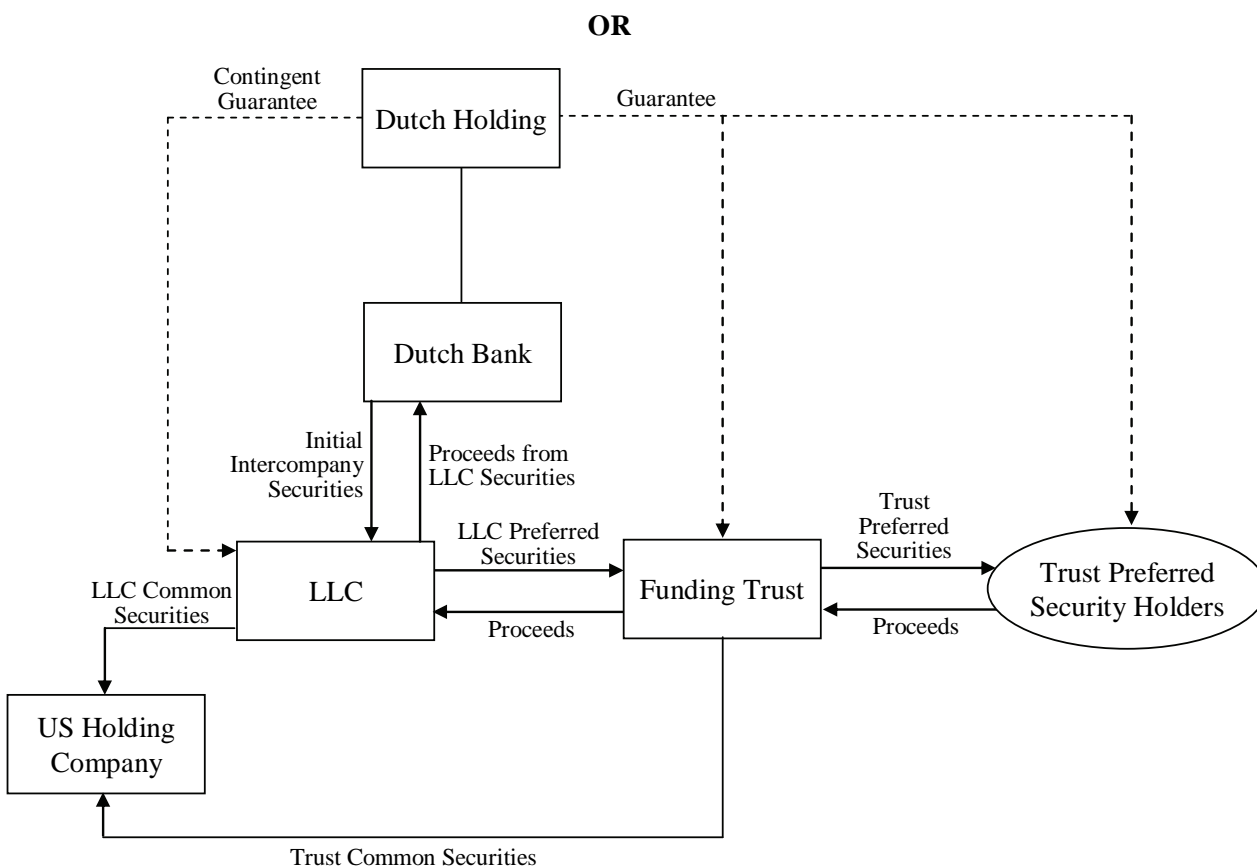 OR
Contingent
Guarantee
Guarantee
Dutch Holding
Dutch Bank
Initial
Intercompany
Securities
Proceeds from
LLC Securities
LLC Preferred
Securities
Trust
Preferred
Securities
LLC Common
Securities
LLC
Funding Trust
Trust Preferred
Security Holders
Proceeds
Proceeds
US Holding
Company
Trust Common Securities